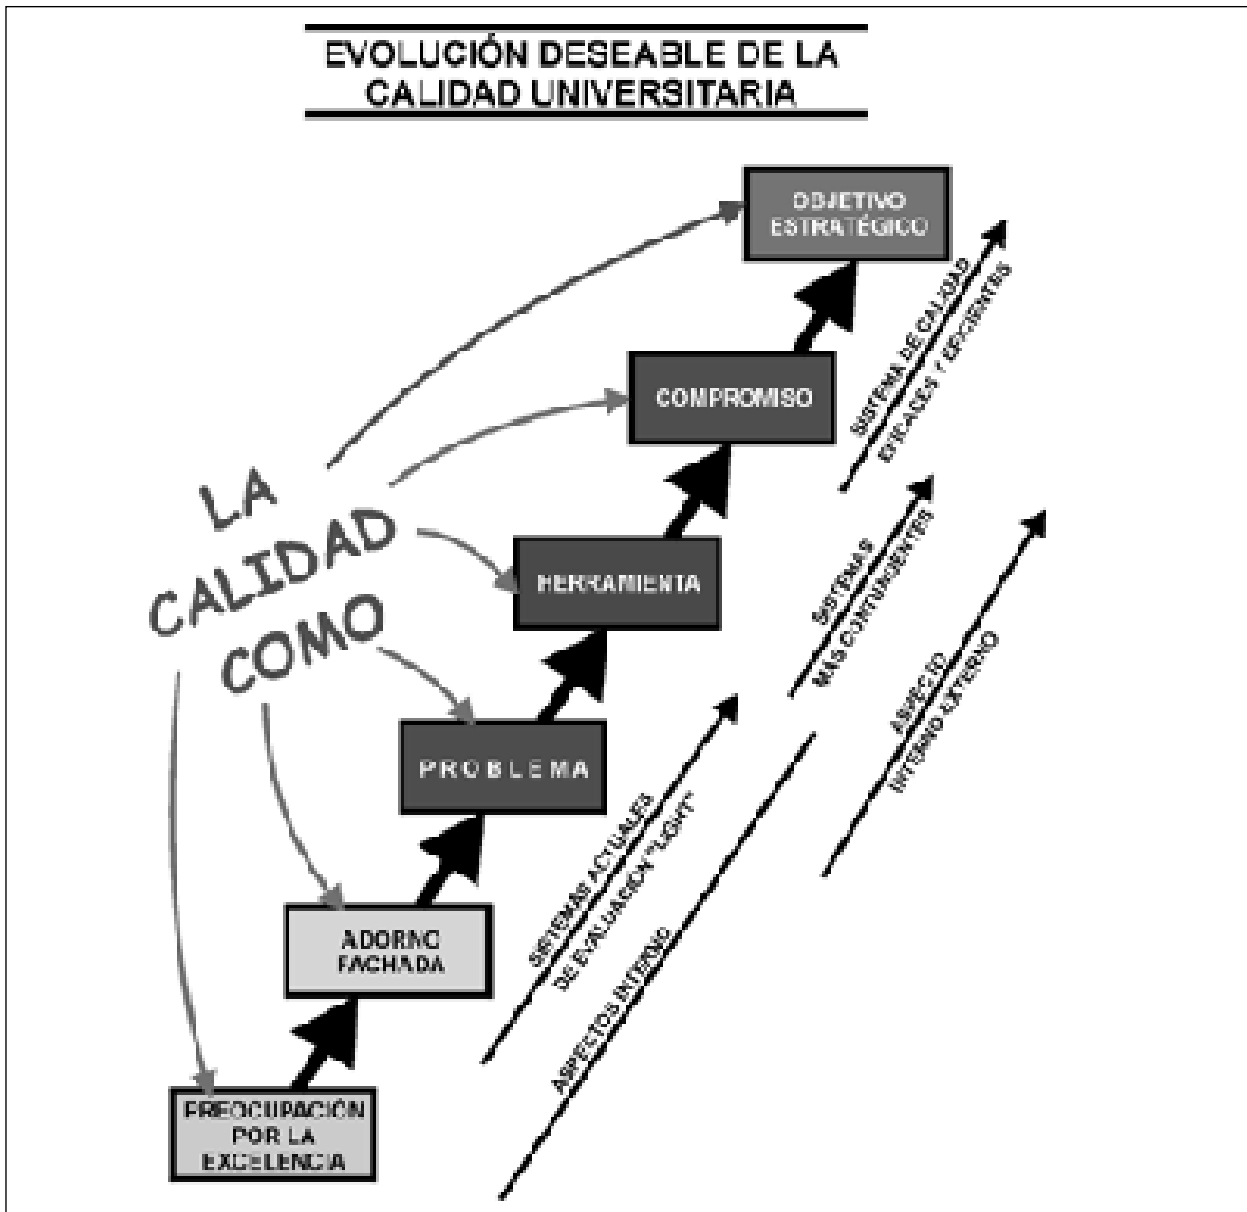 EVOLUCIÓN DESEABLE DE LA
CALIDAD UNIVERSITARIA
OBJETIVO
ESTRATÉGICO
COMPROMISO
HERRAMIENTA
PROBLEMA
ADORNO
FACHADA
PREOCUPACIÓN
POR LA
EXCELENCIA
LA
CALIDAD
COMO
SISTEMA DE CALIDAD
EFICACES Y EFICIENTES
SISTEMAS
MAS CONTUNDENTES
ASPECTO
INTERNO-EXTERNO
SISTEMAS ACTUALES
DE EVALUACIÓN "LIGHT"
ASPECTOS INTERNO